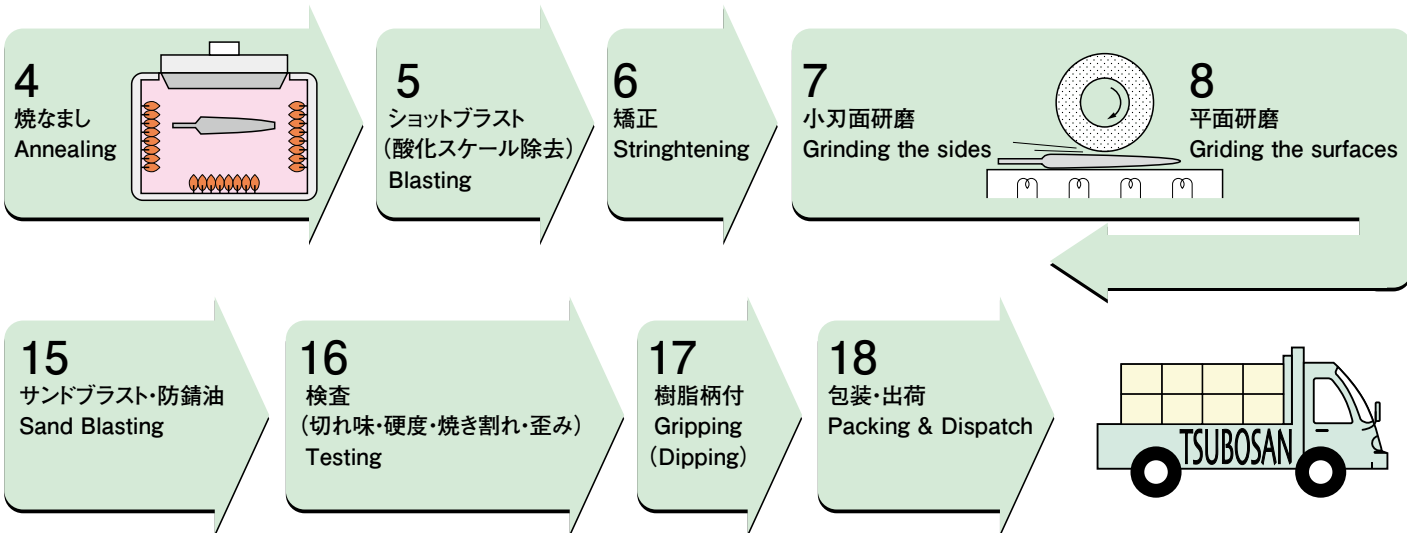 4
焼なまし
Annealing
5
ショットブラスト
(酸化スケール除去)
Blasting
6
矯正
Stringhtening
7
小刃面研磨
Grinding the sides
8
平面研磨
Griding the surfaces
15
サンドブラスト・防錆油
Sand Blasting
16
検査
(切れ味・硬度・焼き割れ・歪み)
Testing
17
樹脂柄付
Gripping
(Dipping)
18
包装・出荷
Packing & Dispatch
TSUBOSAN